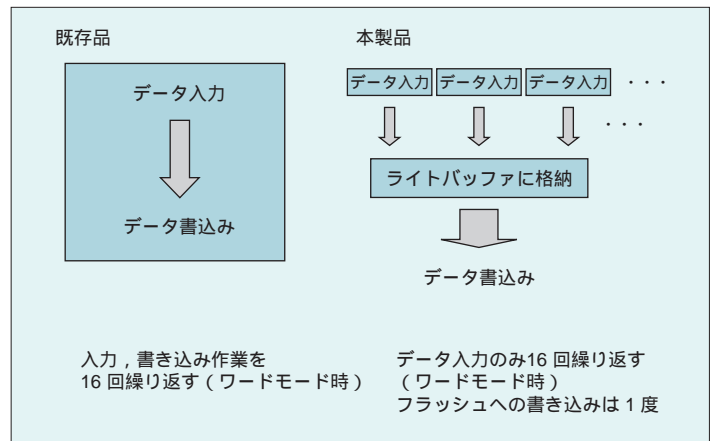 既存品
データ入力
データ書込み
入力，書き込み作業を
16 回繰り返す（ワードモード時）
本製品
データ入力 データ入力 データ入力 ・・・
・・・
ライトバッファに格納
データ書込み
データ入力のみ16 回繰り返す
（ワードモード時）
フラッシュへの書き込みは 1 度